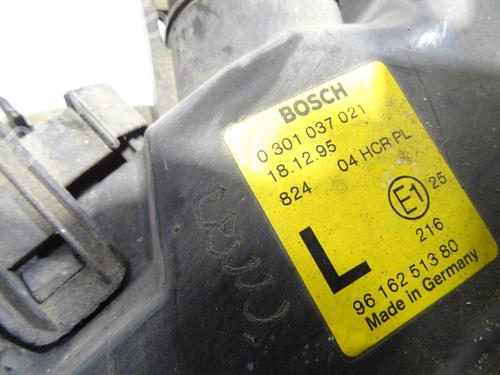 BOSCH
0 301 037 021
18.12.95
824 04 HCR PL
E1 25
216
L
96 162 513 80
Made in Germany